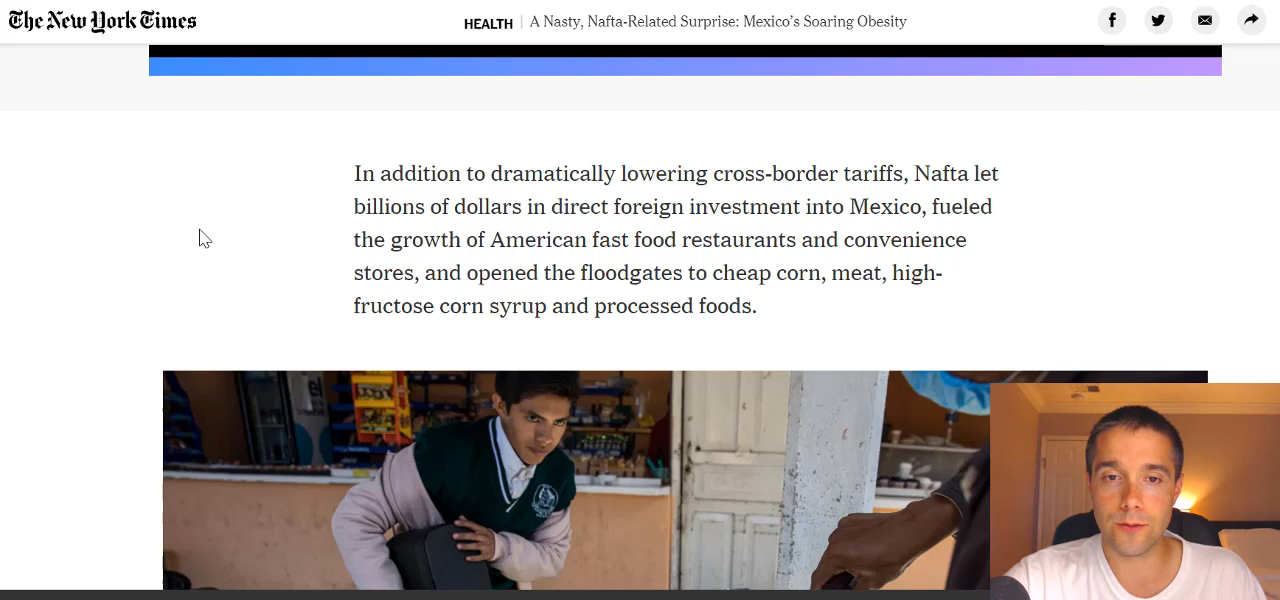 The New York Times
HEALTH | A Nasty, Nafta-Related Surprise: Mexico's Soaring Obesity
In addition to dramatically lowering cross-border tariffs, Nafta let
billions of dollars in direct foreign investment into Mexico, fueled
the growth of American fast food restaurants and convenience
stores, and opened the floodgates to cheap corn, meat, high-
fructose corn syrup and processed foods.